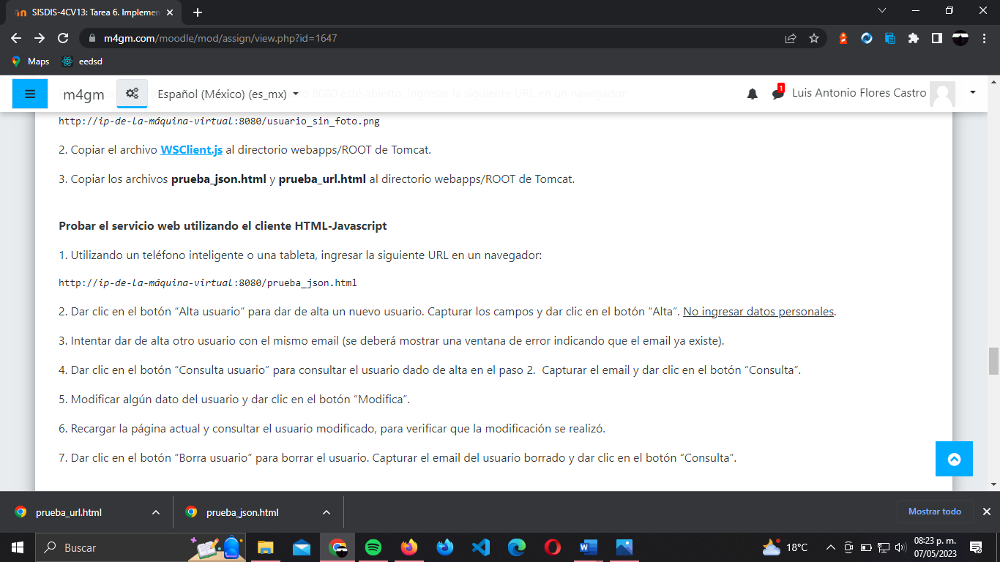 SISDIS-4CV13: Tarea 6. Implemen
m4gm.com/moodle/mod/assign/view.php?id=1647
Maps
eedsd
m4gm
Español (México) (es_mx)
8080 esté abierto, ingresar la siguiente URL en un navegador:
1
Luis Antonio Flores Castro
http://ip-de-la-máquina-virtual:8080/usuario_sin_foto.png
2. Copiar el archivo WSClient.js al directorio webapps/ROOT de Tomcat.
3. Copiar los archivos prueba_json.html y prueba_url.html al directorio webapps/ROOT de Tomcat.
Probar el servicio web utilizando el cliente HTML-Javascript
1. Utilizando un teléfono inteligente o una tableta, ingresar la siguiente URL en un navegador:
http://ip-de-la-máquina-virtual:8080/prueba_json.html
2. Dar clic en el botón “Alta usuario” para dar de alta un nuevo usuario. Capturar los campos y dar clic en el botón “Alta”. No ingresar datos personales.
3. Intentar dar de alta otro usuario con el mismo email (se deberá mostrar una ventana de error indicando que el email ya existe).
4. Dar clic en el botón “Consulta usuario” para consultar el usuario dado de alta en el paso 2.  Capturar el email y dar clic en el botón “Consulta”.
5. Modificar algún dato del usuario y dar clic en el botón “Modifica”.
6. Recargar la página actual y consultar el usuario modificado, para verificar que la modificación se realizó.
7. Dar clic en el botón “Borra usuario” para borrar el usuario. Capturar el email del usuario borrado y dar clic en el botón “Consulta”.
prueba_url.html
prueba_json.html
Mostrar todo
Buscar
18°C
08:23 p. m.
07/05/2023